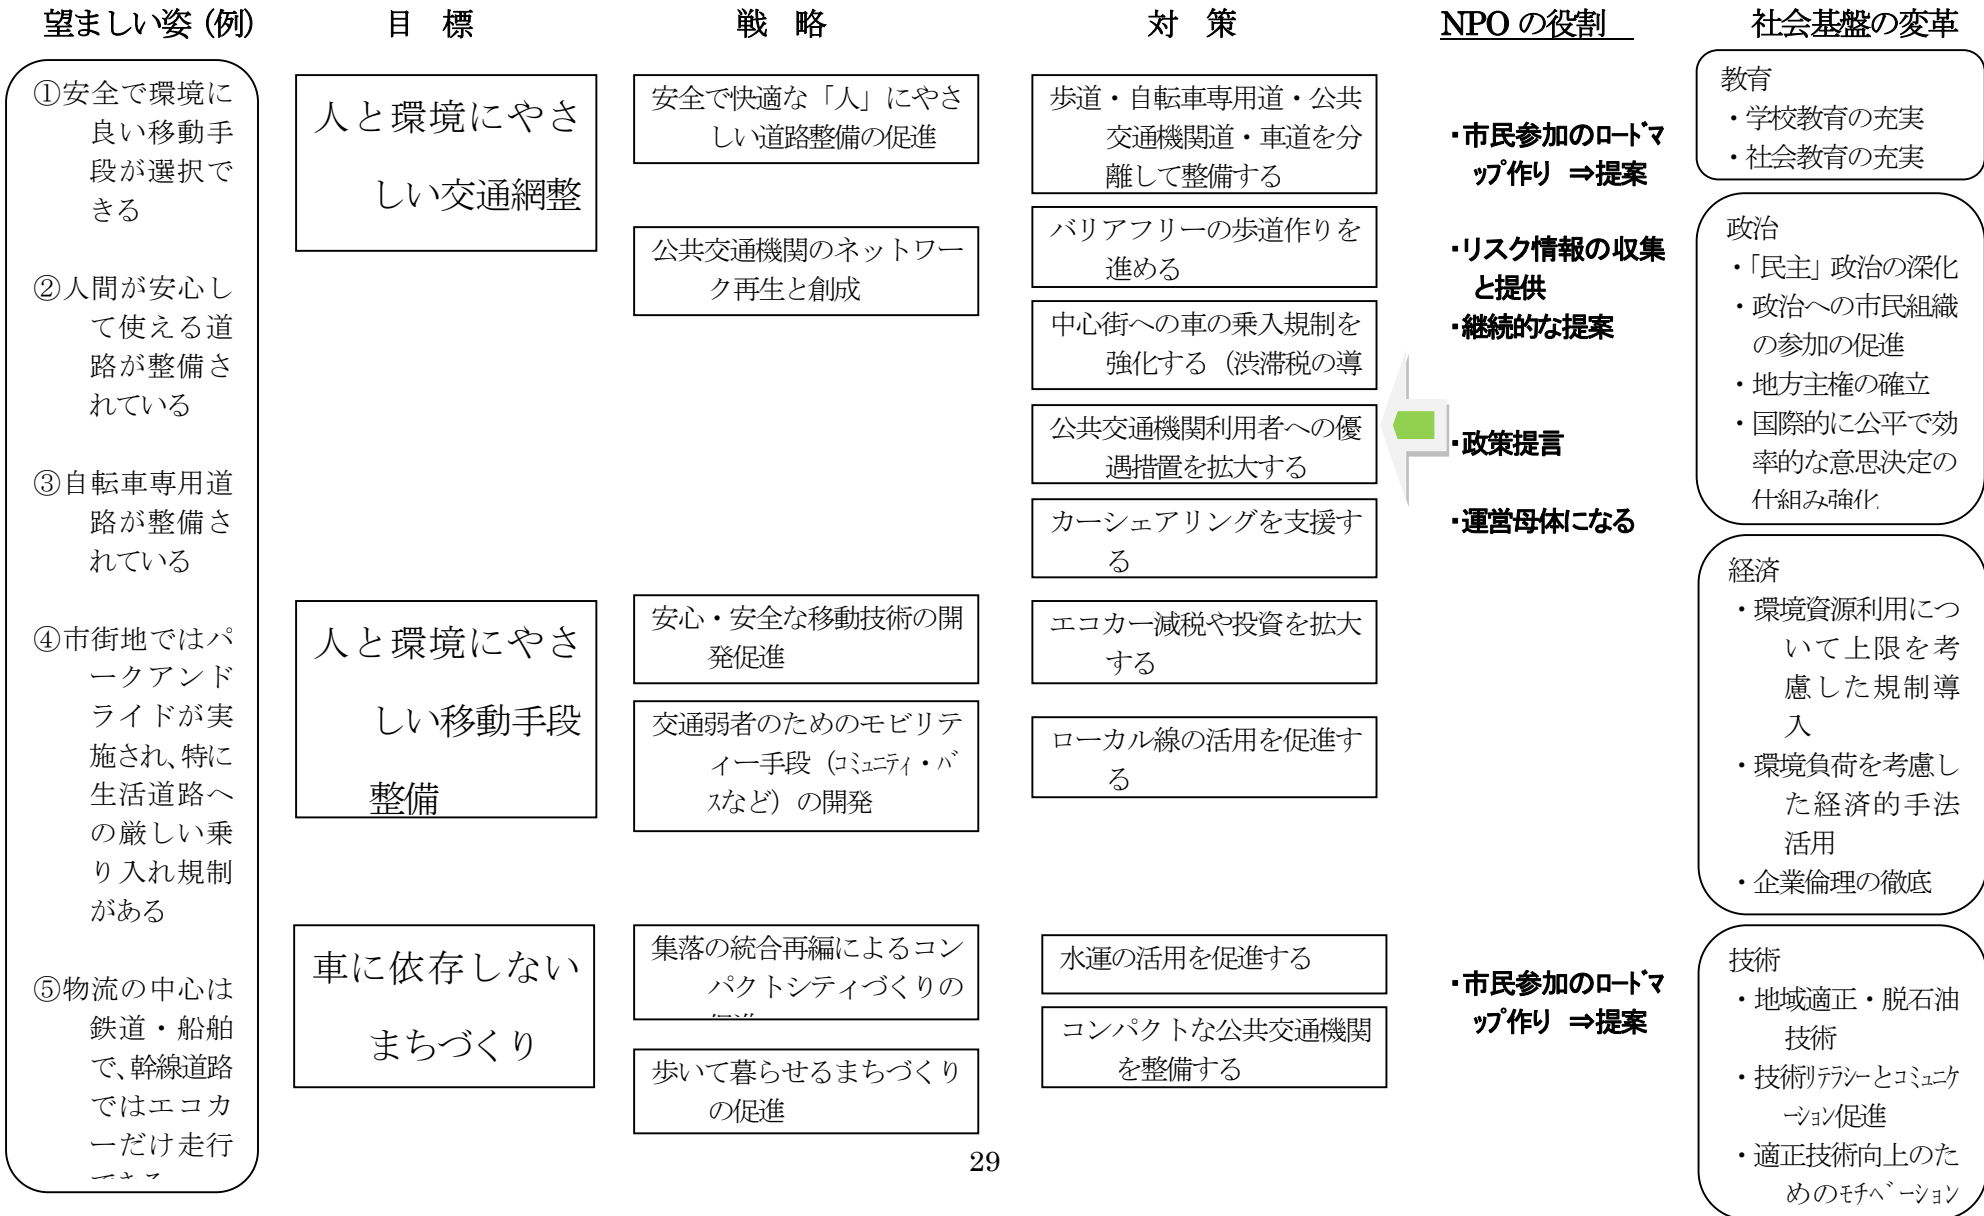 望ましい姿（例）
①安全で環境に
良い移動手
段が選択で
きる
②人間が安心し
て使える道
路が整備さ
れている
③自転車専用道
路が整備さ
れている
④市街地ではパ
ークアンド
ライドが実
施され、特に
生活道路へ
の厳しい乗
り入れ規制
がある
⑤物流の中心は
鉄道・船舶
で、幹線道路
ではエコカ
ーだけ走行
目　標
人と環境にやさ
しい交通網整
人と環境にやさ
しい移動手段
整備
車に依存しない
まちづくり
戦　略
安全で快適な「人」にやさ
しい道路整備の促進
公共交通機関のネットワー
ク再生と創成
安心・安全な移動技術の開
発促進
交通弱者のためのモビリテ
ィー手段（ｺﾐｭﾆﾃｨ・ﾊﾞ
ｽなど）の開発
集落の統合再編によるコン
パクトシティづくりの
歩いて暮らせるまちづくり
の促進
対　策
歩道・自転車専用道・公共
交通機関道・車道を分
離して整備する
バリアフリーの歩道作りを
進める
中心街への車の乗入規制を
強化する（渋滞税の導
公共交通機関利用者への優
遇措置を拡大する
カーシェアリングを支援す
る
エコカー減税や投資を拡大
する
ローカル線の活用を促進す
る
水運の活用を促進する
コンパクトな公共交通機関
を整備する
NPO の役割
・市民参加のﾛｰﾄﾞﾏ
ｯﾌﾟ作り　⇒提案
・リスク情報の収集
と提供
・継続的な提案
・政策提言
・運営母体になる
・市民参加のﾛｰﾄﾞﾏ
ｯﾌﾟ作り　⇒提案
社会基盤の変革
教育
・学校教育の充実
・社会教育の充実
政治
・「民主」政治の深化
・政治への市民組織
の参加の促進
・地方主権の確立
・国際的に公平で効
率的な意思決定の
仕組み強化
経済
・環境資源利用につ
いて上限を考
慮した規制導
入
・環境負荷を考慮し
た経済的手法
活用
・企業倫理の徹底
技術
・地域適正・脱石油
技術
・技術ﾘﾃﾗｼｰとｺﾐｭﾆｹ
ｰｼｮﾝ促進
・適正技術向上のた
めのﾓﾁﾍﾞｰｼｮﾝ
29